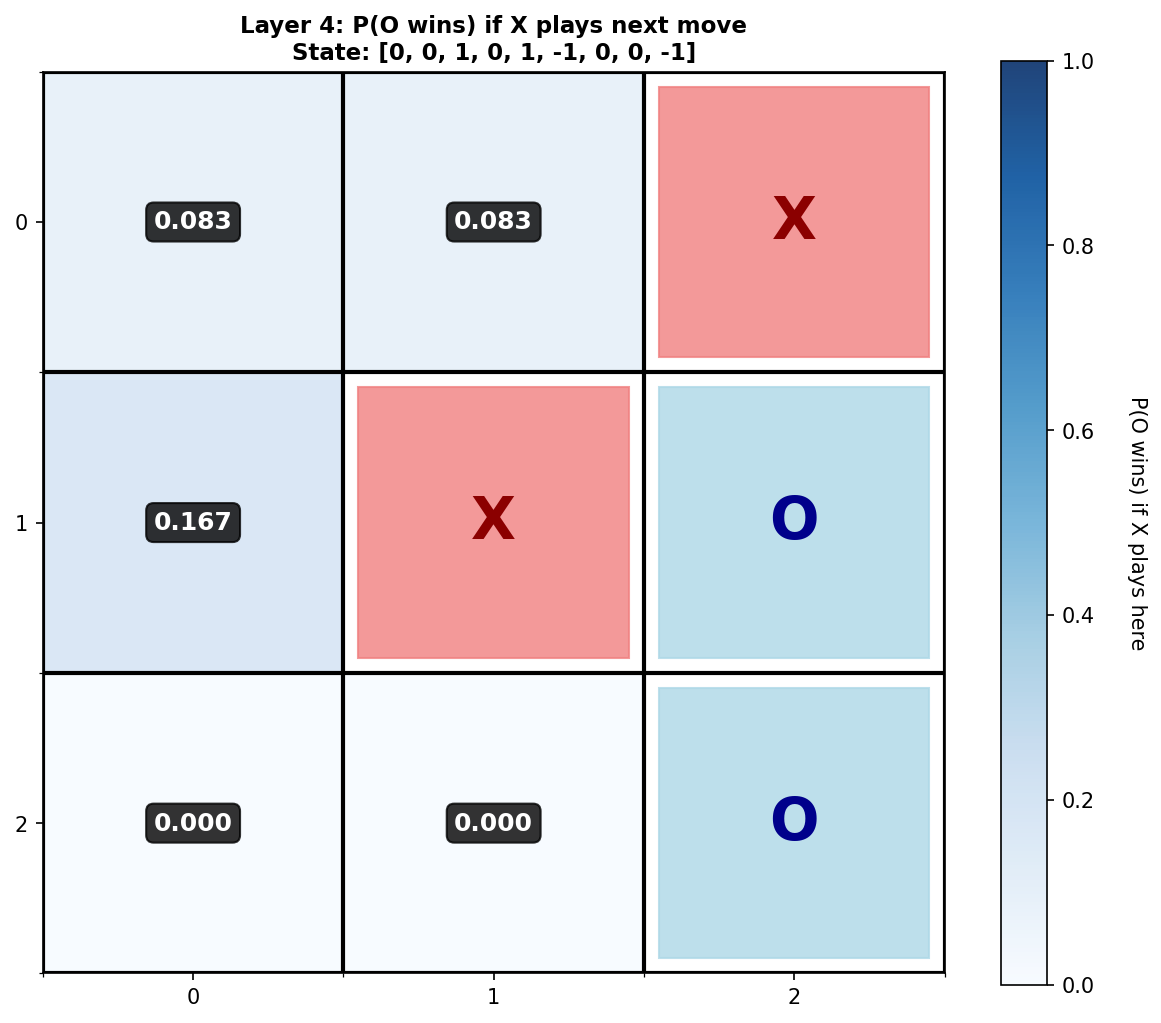 Layer 4: P(O wins) if X plays next move
State: [0, 0, 1, 0, 1, -1, 0, 0, -1]
0
0.083
0.083
X
1
0.167
X
O
2
0.000
0.000
O
0
1
2
1.0
0.8
0.6
0.4
0.2
0.0
P(O wins) if X plays here